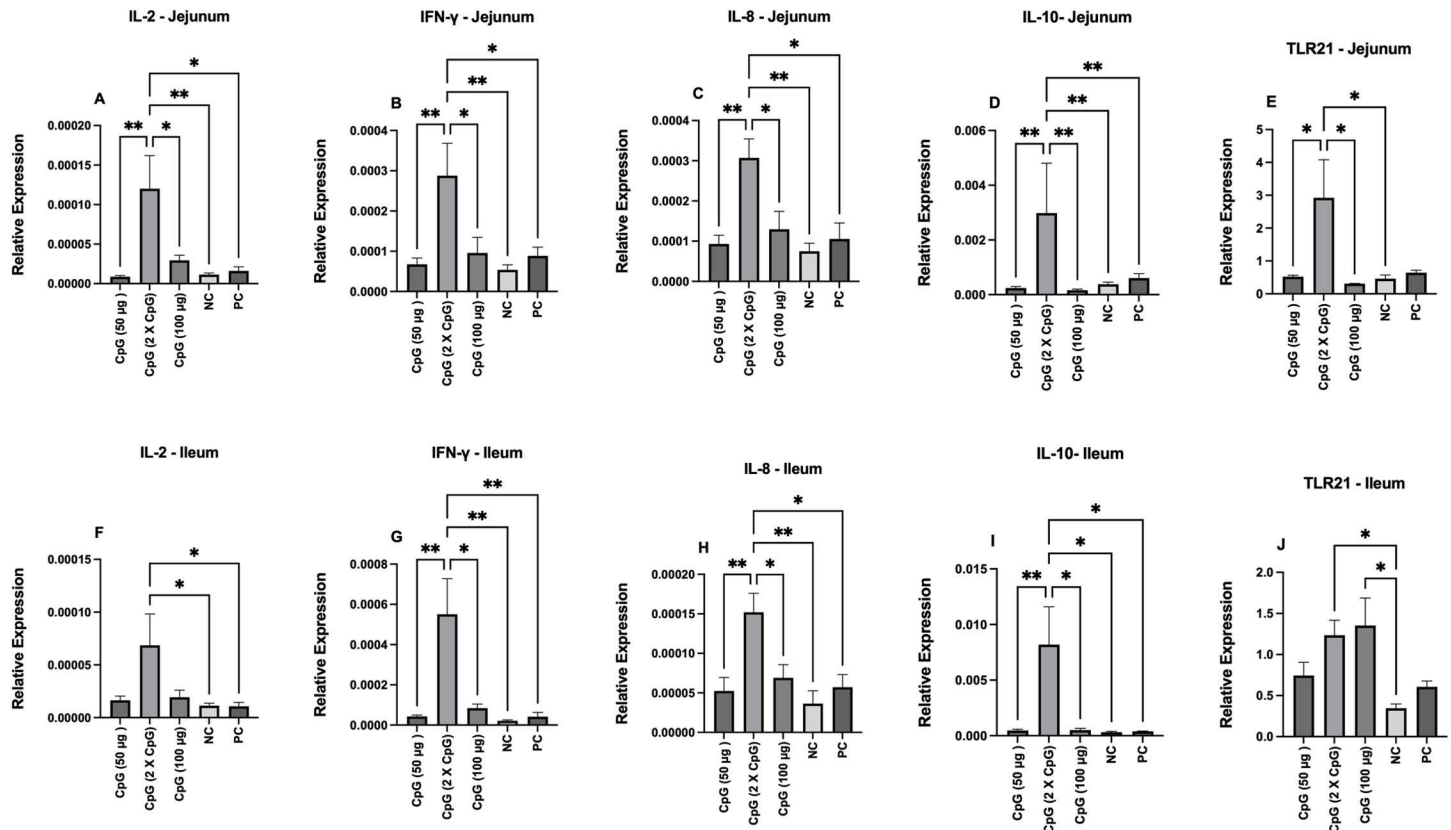 IL-2 - Jejunum
A
** *
**
*
Relative Expression
0.00020
0.00015
0.00010
0.00005
0.00000
CpG (50 µg )
CpG (2 X CpG)
CpG (100 µg)
NC
PC
IFN-γ - Jejunum
B
** *
**
*
Relative Expression
0.0004
0.0003
0.0002
0.0001
0.0000
CpG (50 µg )
CpG (2 X CpG)
CpG (100 µg)
NC
PC
IL-8 - Jejunum
C
** *
**
*
Relative Expression
0.0004
0.0003
0.0002
0.0001
0.0000
CpG (50 µg )
CpG (2 X CpG)
CpG (100 µg)
NC
PC
IL-10- Jejunum
D
** **
**
**
Relative Expression
0.006
0.004
0.002
0.000
CpG (50 µg )
CpG (2 X CpG)
CpG (100 µg)
NC
PC
TLR21 - Jejunum
E
* *
*
Relative Expression
5
4
3
2
1
0
CpG (50 µg )
CpG (2 X CpG)
CpG (100 µg)
NC
PC
IL-2 - Ileum
F
*
*
Relative Expression
0.00015
0.00010
0.00005
0.00000
CpG (50 µg )
CpG (2 X CpG)
CpG (100 µg)
NC
PC
IFN-γ - Ileum
G
** *
**
**
Relative Expression
0.0008
0.0006
0.0004
0.0002
0.0000
CpG (50 µg )
CpG (2 X CpG)
CpG (100 µg)
NC
PC
IL-8 - Ileum
H
** *
**
*
Relative Expression
0.00020
0.00015
0.00010
0.00005
0.00000
CpG (50 µg )
CpG (2 X CpG)
CpG (100 µg)
NC
PC
IL-10- Ileum
I
** *
*
*
Relative Expression
0.015
0.010
0.005
0.000
CpG (50 µg )
CpG (2 X CpG)
CpG (100 µg)
NC
PC
TLR21 - Ileum
J
*
*
Relative Expression
2.0
1.5
1.0
0.5
0.0
CpG (50 µg )
CpG (2 X CpG)
CpG (100 µg)
NC
PC